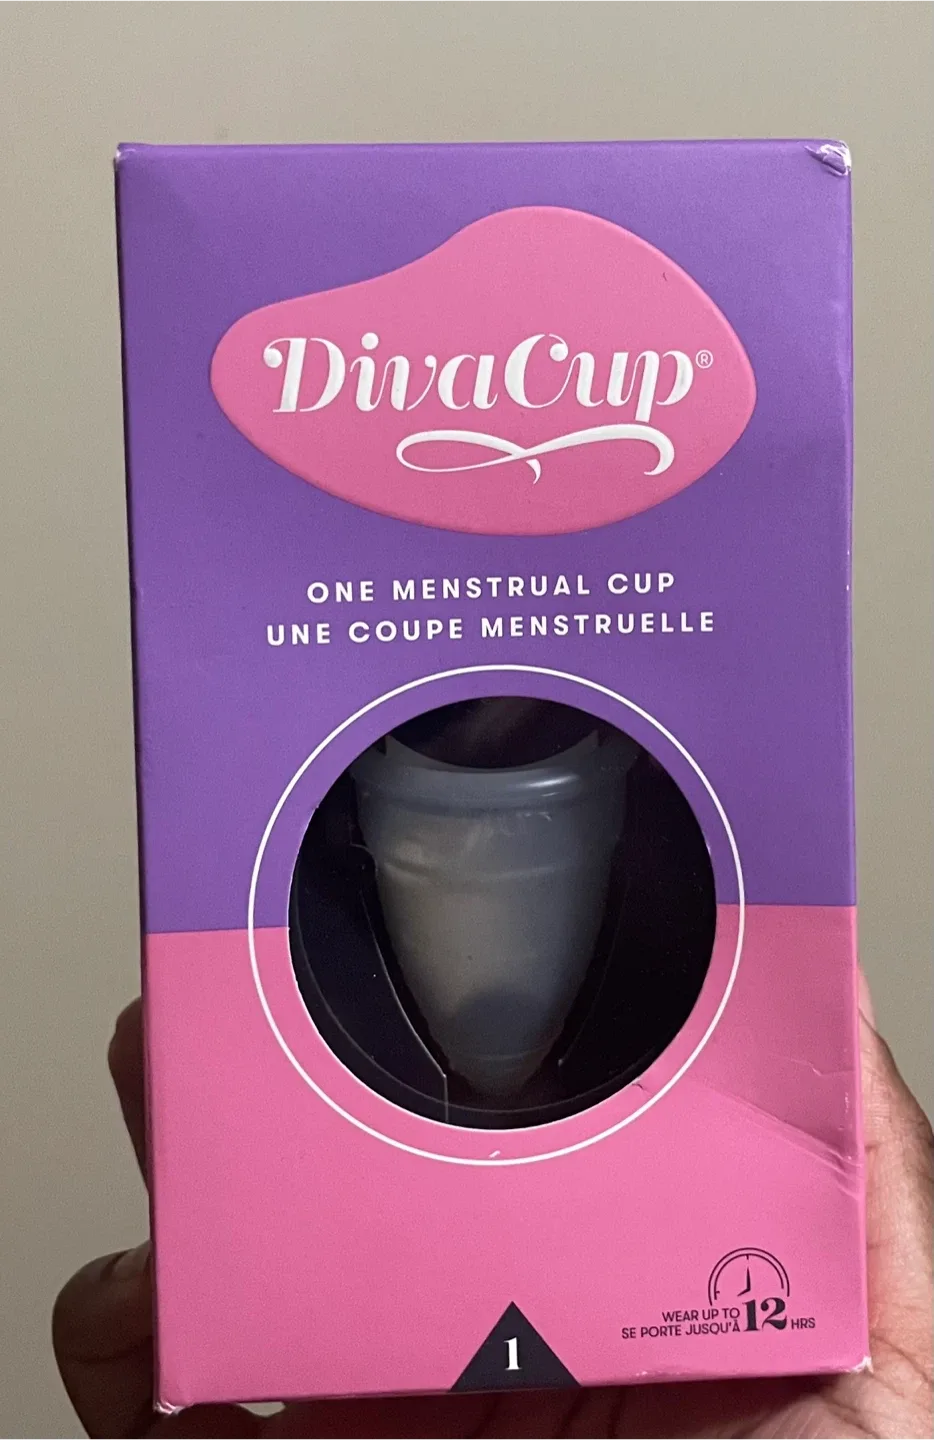 DivaCup®
ONE MENSTRUAL CUP
UNE COUPE MENSTRUELLE
WEAR UP TO
SE PORTE JUSQU'À 12 HRS
1